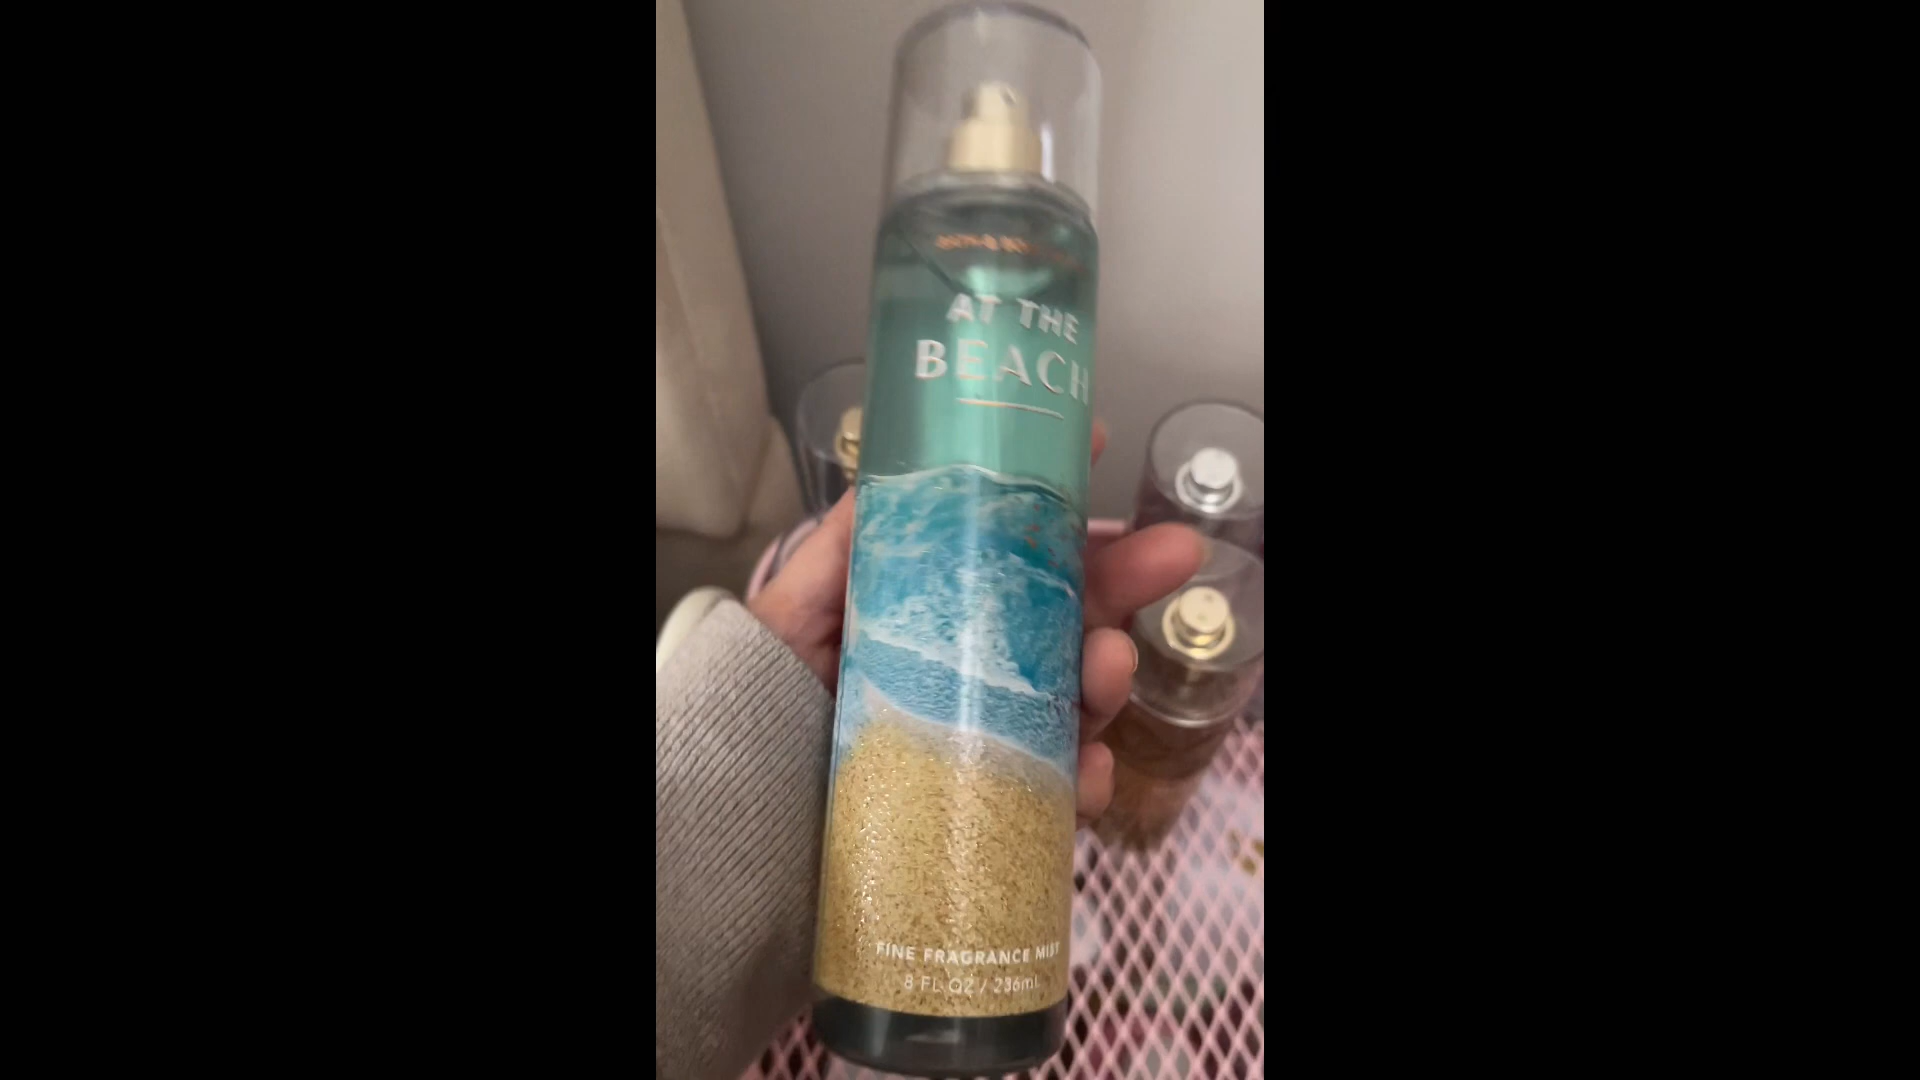 AT THE
BEACH
FINE FRAGRANCE MIST
8 FL OZ / 236mL